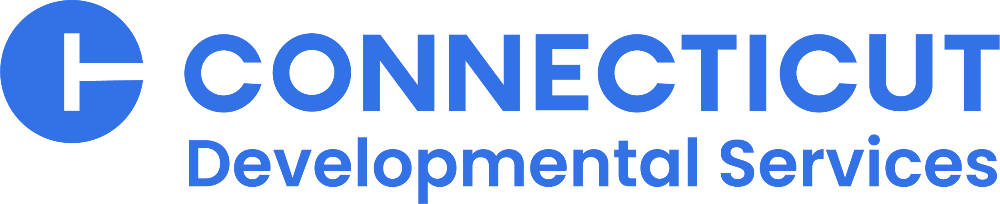 CONNECTICUT
Developmental Services